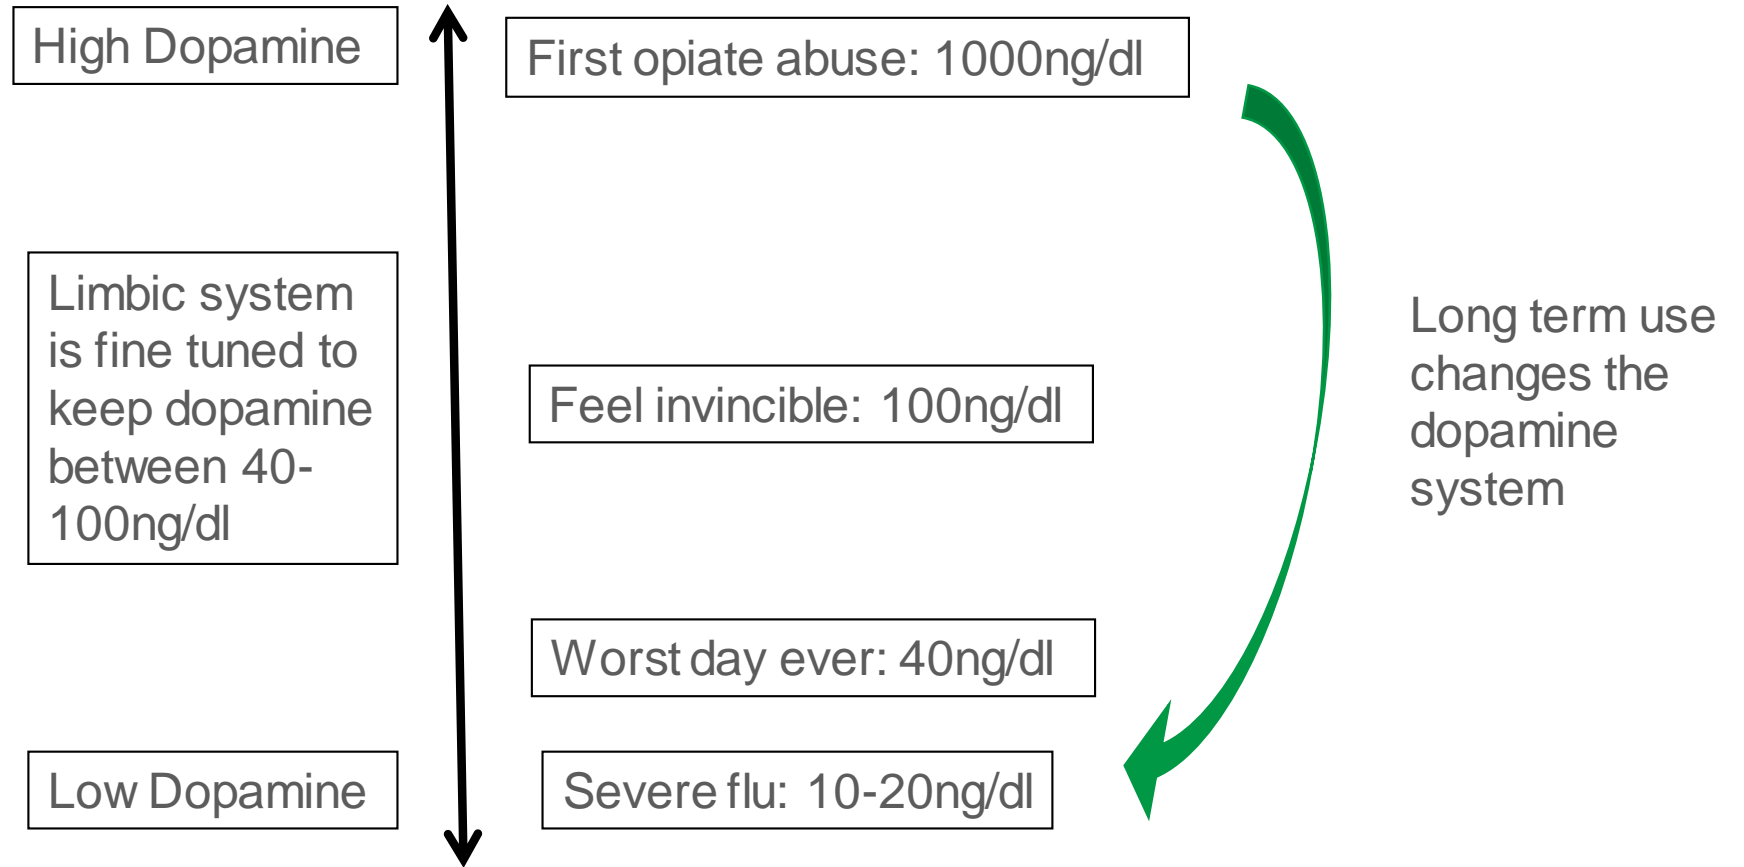 High Dopamine
First opiate abuse: 1000ng/dl
Limbic system
is fine tuned to
keep dopamine
between 40-
100ng/dl
Feel invincible: 100ng/dl
Long term use
changes the
dopamine
system
Worst day ever: 40ng/dl
Low Dopamine
Severe flu: 10-20ng/dl